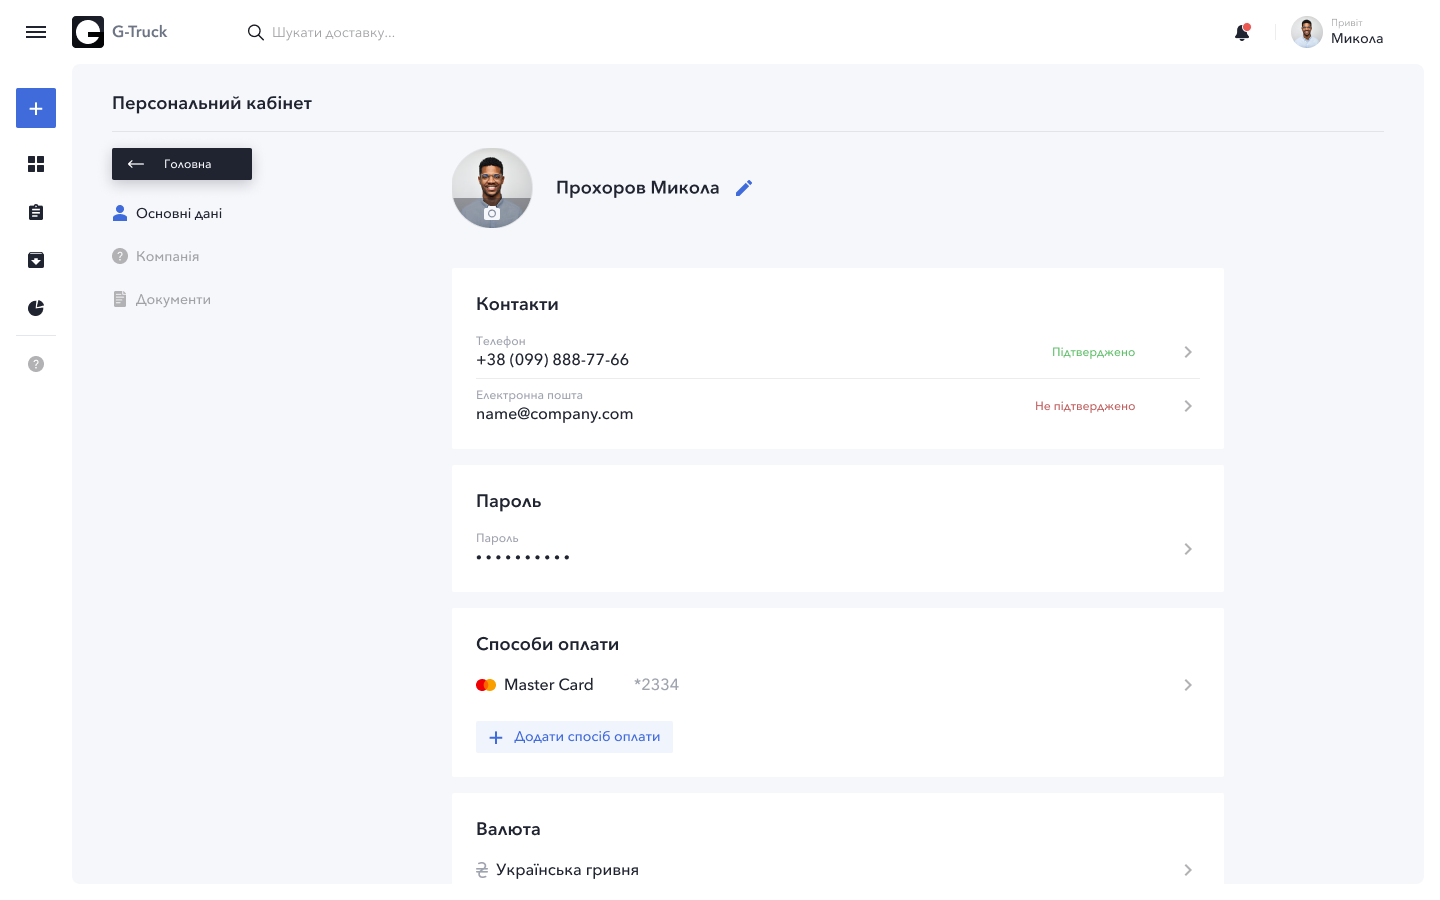 G-Truck
Шукати доставку...
Привіт
Микола
Персональний кабінет
Головна
Основні дані
Компанія
Документи
Прохоров Микола
Контакти
Телефон
+38 (099) 888-77-66
Підтверджено
Електронна пошта
name@company.com
Не підтверджено
Пароль
Пароль
••••••••••
Способи оплати
Master Card *2334
Додати спосіб оплати
Валюта
₴ Українська гривня